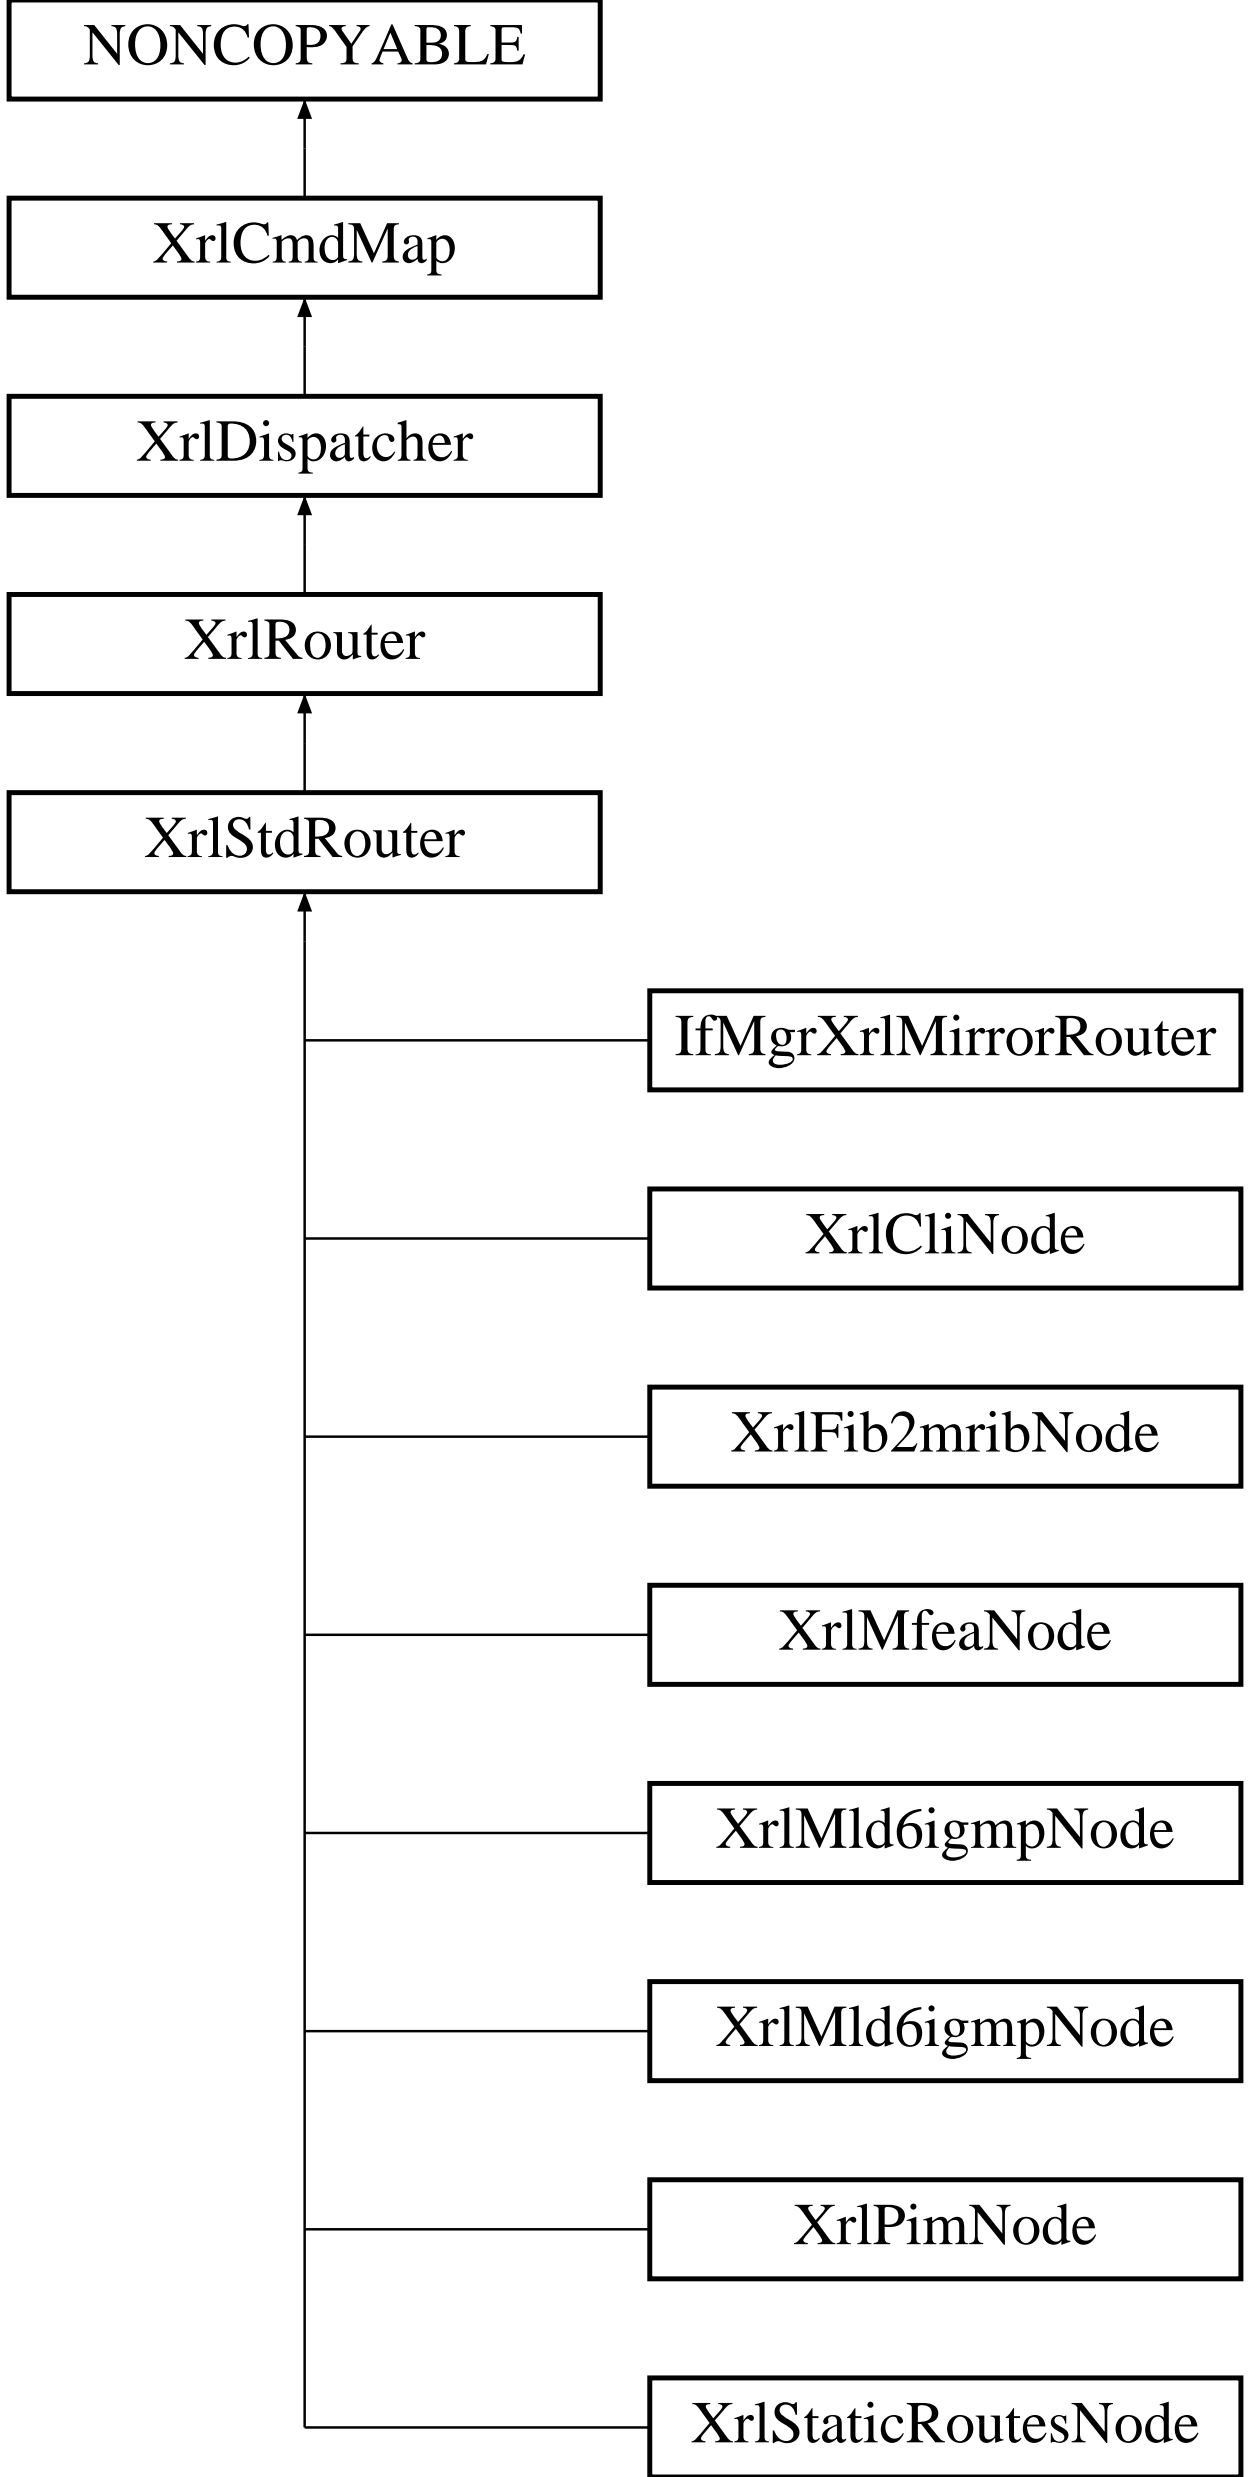 NONCOPYABLE
XrlCmdMap
XrlDispatcher
XrlRouter
XrlStdRouter
IfMgrXrlMirrorRouter
XrlCliNode
XrlFib2mribNode
XrlMfeaNode
XrlMld6igmpNode
XrlMld6igmpNode
XrlPimNode
XrlStaticRoutesNode